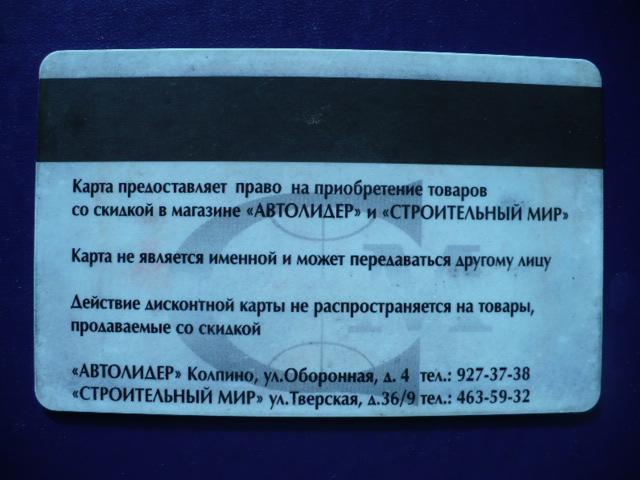 Карта предоставляет право на приобретение товаров
со скидкой в магазине «АВТОЛИДЕР» и «СТРОИТЕЛЬНЫЙ МИР»
Карта не является именной и может передаваться другому лицу
Действие дисконтной карты не распространяется на товары,
продаваемые со скидкой
«АВТОЛИДЕР» Колпино, ул.Оборонная, д. 4 тел.: 927-37-38
«СТРОИТЕЛЬНЫЙ МИР» ул.Тверская, д.36/9 тел.: 463-59-32
С М